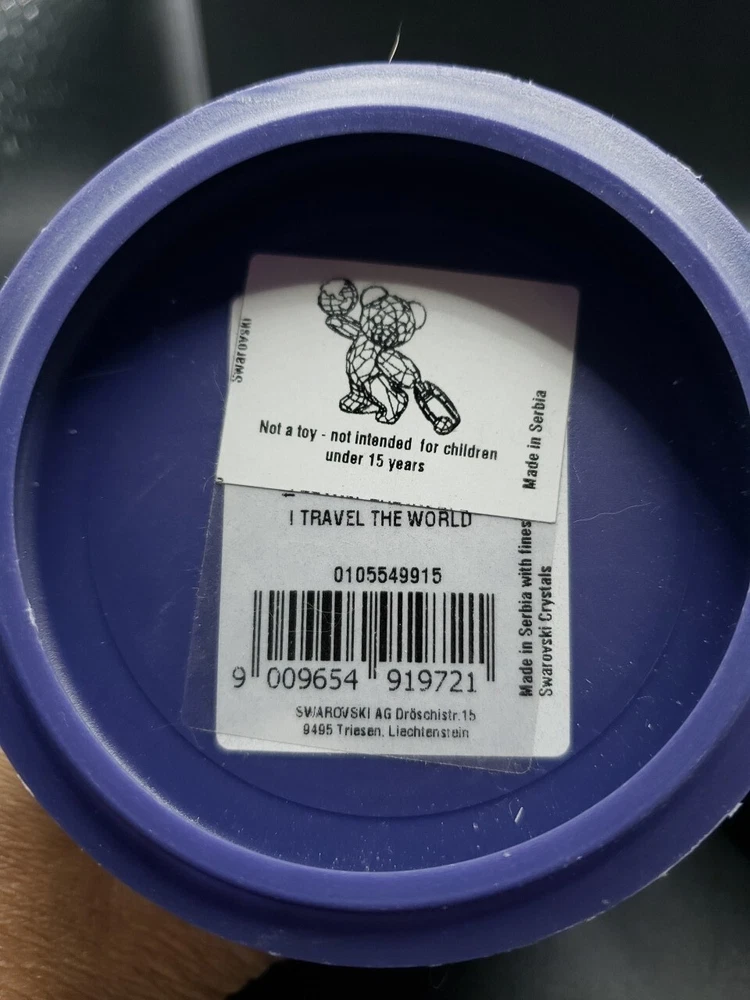 Swarovski
Not a toy - not intended for children
under 15 years
Made in Serbia
I TRAVEL THE WORLD
0105549915
9 009654 919721
SWAROVSKI AG Dröschistr.15
9495 Triesen, Liechtenstein
Made in Serbia with fines
Swarovski Crystals